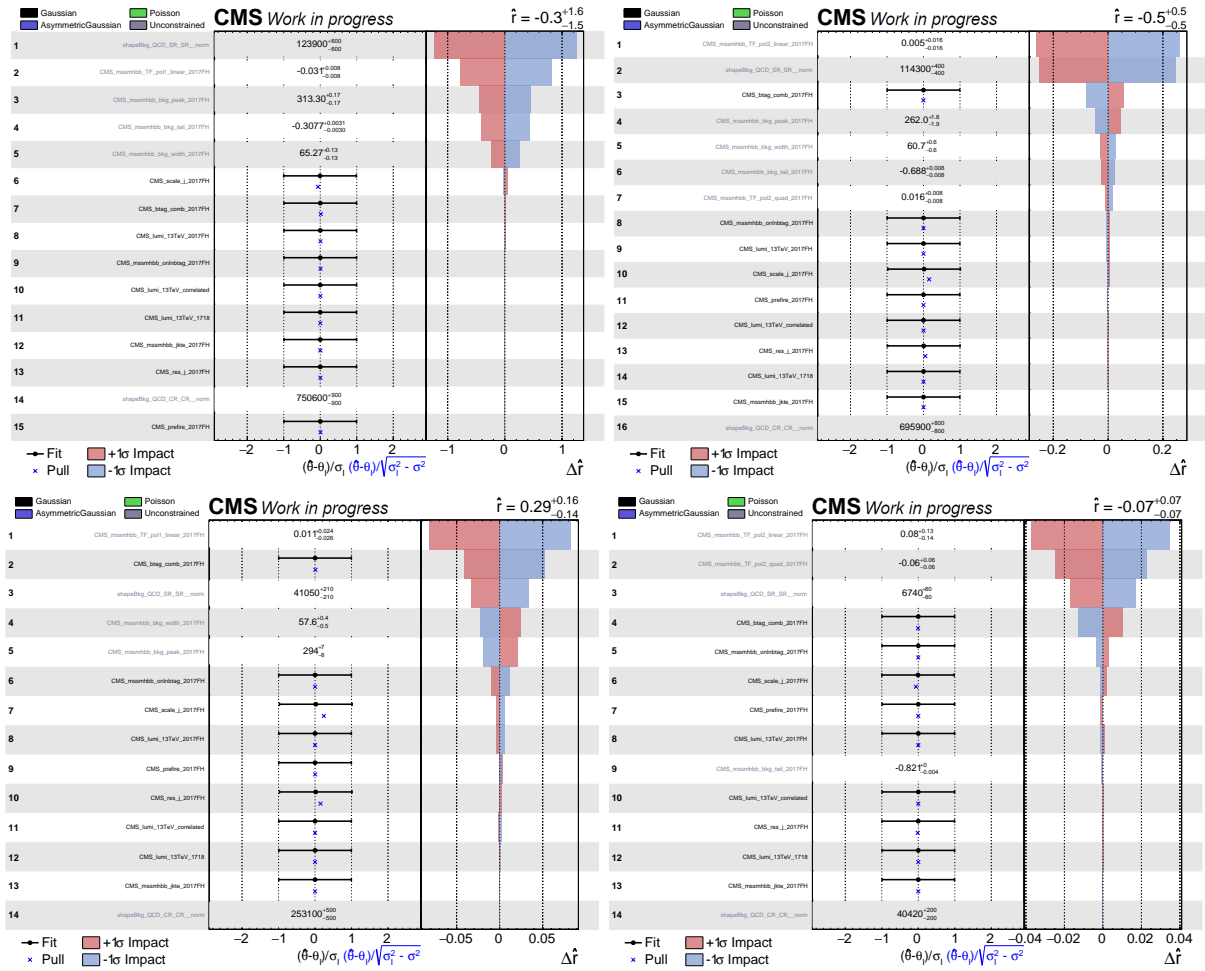 Gaussian
Poisson
AsymmetricGaussian
Unconstrained
CMS Work in progress
r̂ = -0.3 +1.6 −1.5
1 shapeBkg_QCD_SR_SR__norm 123900 +600 −600
2 CMS_mssmhbb_TF_pol1_linear_2017FH -0.031 +0.008 −0.008
3 CMS_mssmhbb_bkg_peak_2017FH 313.30 +0.17 −0.17
4 CMS_mssmhbb_bkg_tail_2017FH -0.3077 +0.0031 −0.0030
5 CMS_mssmhbb_bkg_width_2017FH 65.27 +0.13 −0.13
6 CMS_scale_j_2017FH
7 CMS_btag_comb_2017FH
8 CMS_lumi_13TeV_2017FH
9 CMS_mssmhbb_onlnbtag_2017FH
10 CMS_lumi_13TeV_correlated
11 CMS_lumi_13TeV_1718
12 CMS_mssmhbb_jkte_2017FH
13 CMS_res_j_2017FH
14 shapeBkg_QCD_CR_CR__norm 750600 +900 −900
15 CMS_prefire_2017FH
−2 −1 0 1 2 −1 0 1
Fit +1σ Impact
Pull -1σ Impact
(θ̂-θI)/σI (θ̂-θI)/√σI² - σ²
Δr̂
Gaussian
Poisson
AsymmetricGaussian
Unconstrained
CMS Work in progress
r̂ = -0.5 +0.5 −0.5
1 CMS_mssmhbb_TF_pol2_linear_2017FH 0.005 +0.016 −0.016
2 shapeBkg_QCD_SR_SR__norm 114300 +400 −400
3 CMS_btag_comb_2017FH
4 CMS_mssmhbb_bkg_peak_2017FH 262.0 +1.8 −1.9
5 CMS_mssmhbb_bkg_width_2017FH 60.7 +0.6 −0.6
6 CMS_mssmhbb_bkg_tail_2017FH -0.688 +0.008 −0.008
7 CMS_mssmhbb_TF_pol2_quad_2017FH 0.016 +0.008 −0.008
8 CMS_mssmhbb_onlnbtag_2017FH
9 CMS_lumi_13TeV_2017FH
10 CMS_scale_j_2017FH
11 CMS_prefire_2017FH
12 CMS_lumi_13TeV_correlated
13 CMS_res_j_2017FH
14 CMS_lumi_13TeV_1718
15 CMS_mssmhbb_jkte_2017FH
16 shapeBkg_QCD_CR_CR__norm 695900 +800 −800
−2 −1 0 1 2 −0.2 0 0.2
Fit +1σ Impact
Pull -1σ Impact
(θ̂-θI)/σI (θ̂-θI)/√σI² - σ²
Δr̂
Gaussian
Poisson
AsymmetricGaussian
Unconstrained
CMS Work in progress
r̂ = 0.29 +0.16 −0.14
1 CMS_mssmhbb_TF_pol1_linear_2017FH 0.011 +0.024 −0.026
2 CMS_btag_comb_2017FH
3 shapeBkg_QCD_SR_SR__norm 41050 +210 −210
4 CMS_mssmhbb_bkg_width_2017FH 57.6 +0.4 −0.5
5 CMS_mssmhbb_bkg_peak_2017FH 294 +7 −8
6 CMS_mssmhbb_onlnbtag_2017FH
7 CMS_scale_j_2017FH
8 CMS_lumi_13TeV_2017FH
9 CMS_prefire_2017FH
10 CMS_res_j_2017FH
11 CMS_lumi_13TeV_correlated
12 CMS_lumi_13TeV_1718
13 CMS_mssmhbb_jkte_2017FH
14 shapeBkg_QCD_CR_CR__norm 253100 +500 −500
−2 −1 0 1 2 −0.05 0 0.05
Fit +1σ Impact
Pull -1σ Impact
(θ̂-θI)/σI (θ̂-θI)/√σI² - σ²
Δr̂
Gaussian
Poisson
AsymmetricGaussian
Unconstrained
CMS Work in progress
r̂ = -0.07 +0.07 −0.07
1 CMS_mssmhbb_TF_pol2_linear_2017FH 0.08 +0.13 −0.14
2 CMS_mssmhbb_TF_pol2_quad_2017FH -0.06 +0.06 −0.06
3 shapeBkg_QCD_SR_SR__norm 6740 +80 −80
4 CMS_btag_comb_2017FH
5 CMS_mssmhbb_onlnbtag_2017FH
6 CMS_scale_j_2017FH
7 CMS_prefire_2017FH
8 CMS_lumi_13TeV_2017FH
9 CMS_mssmhbb_bkg_tail_2017FH -0.821 +0 −0.004
10 CMS_lumi_13TeV_correlated
11 CMS_res_j_2017FH
12 CMS_lumi_13TeV_1718
13 CMS_mssmhbb_jkte_2017FH
14 shapeBkg_QCD_CR_CR__norm 40420 +200 −200
−2 −1 0 1 2 −0.04 −0.02 0 0.02 0.04
Fit +1σ Impact
Pull -1σ Impact
(θ̂-θI)/σI (θ̂-θI)/√σI² - σ²
Δr̂